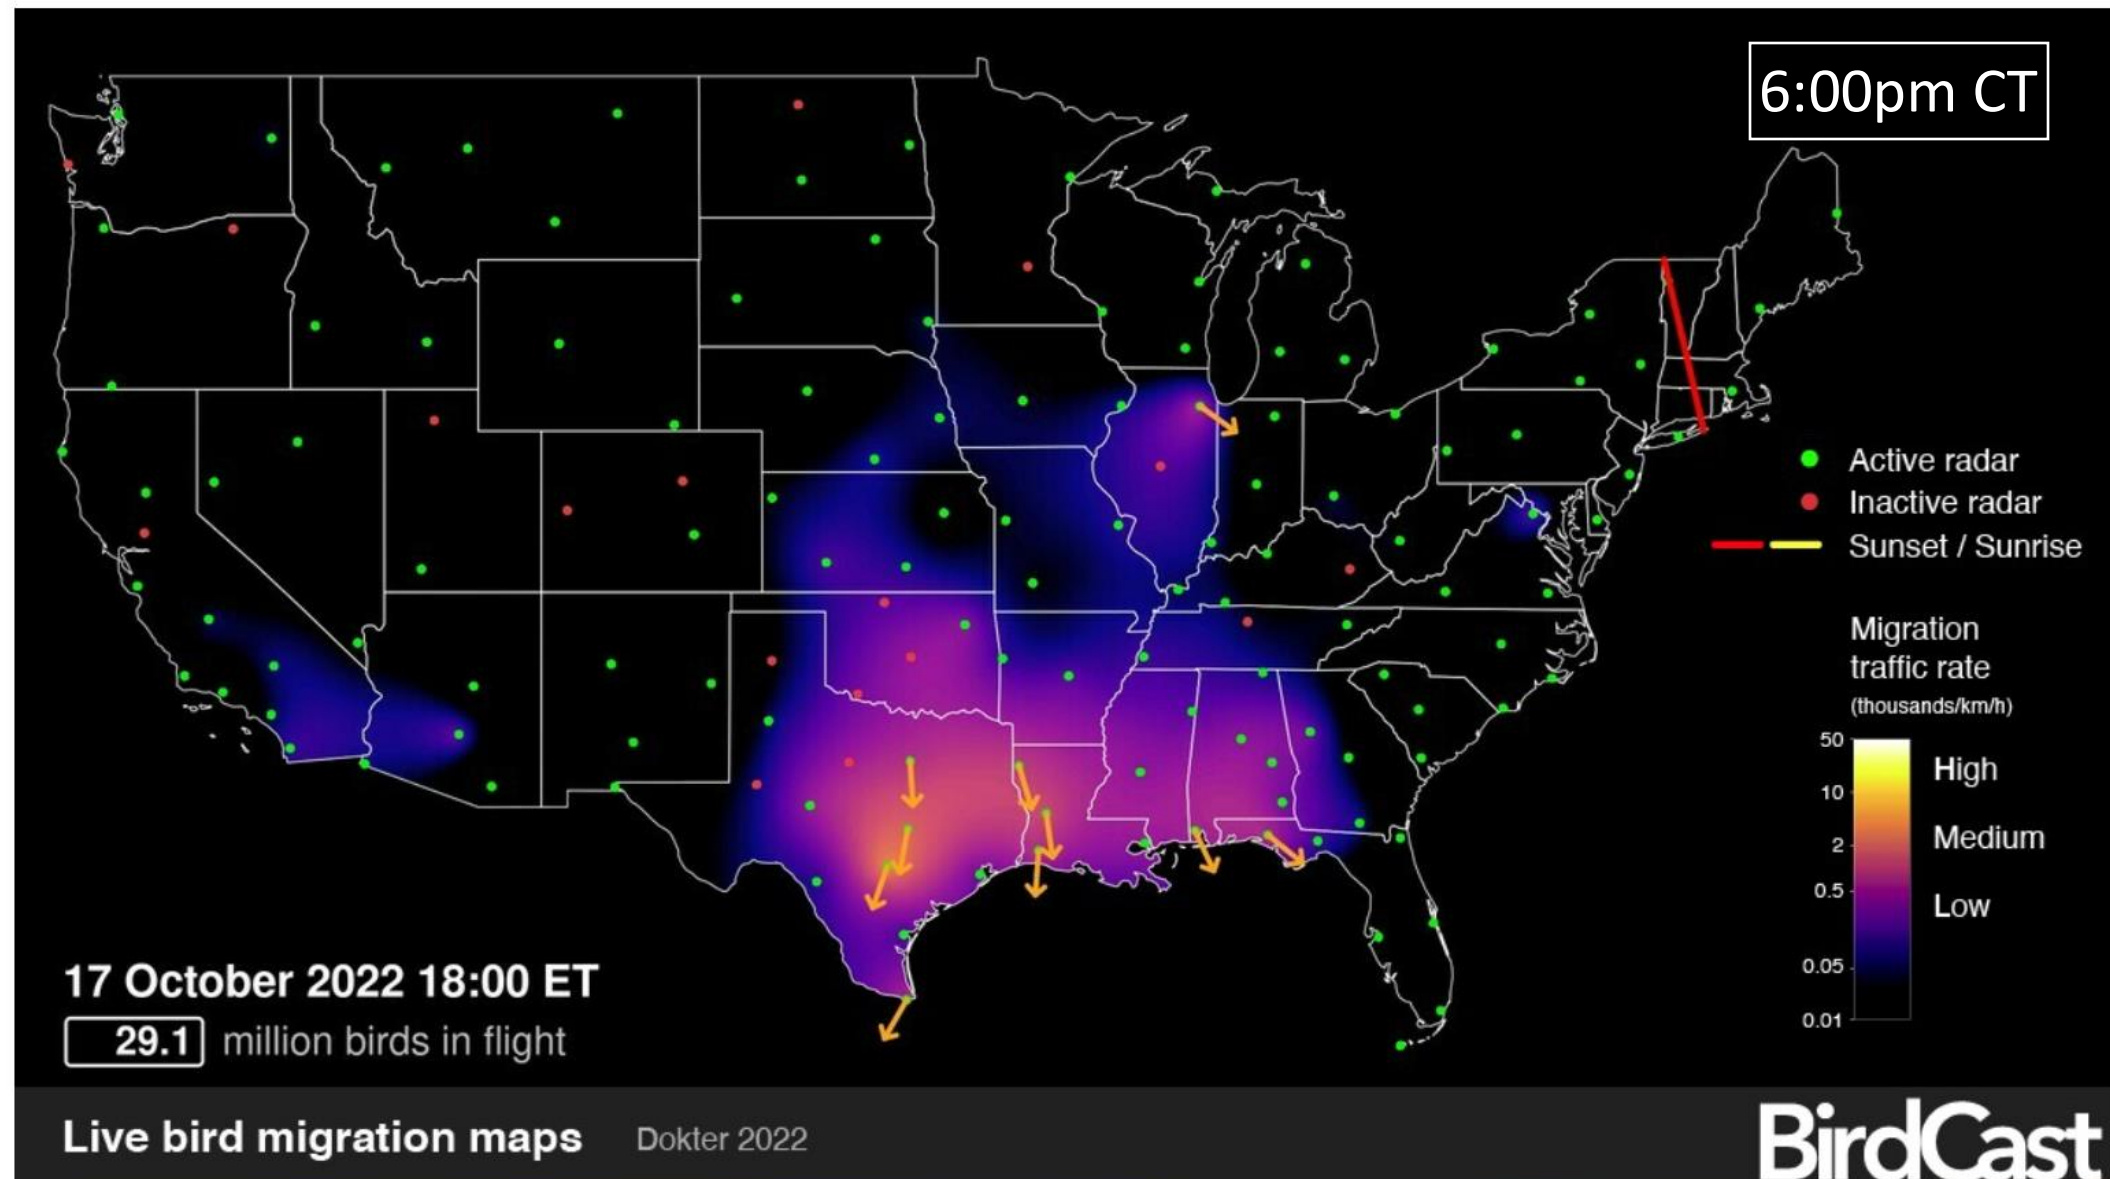 6:00pm CT
Active radar
Inactive radar
Sunset / Sunrise
Migration
traffic rate
(thousands/km/h)
50
High
10
Medium
2
0.5
Low
0.05
0.01
17 October 2022 18:00 ET
29.1 million birds in flight
Live bird migration maps Dokter 2022
BirdCast